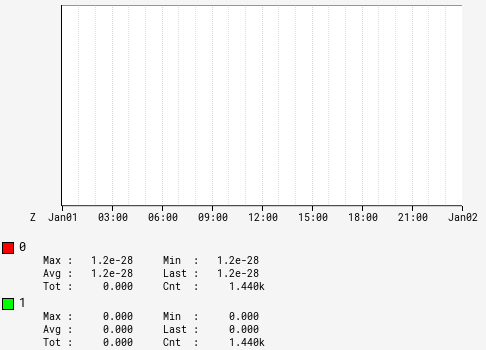 Z Jan01 03:00 06:00 09:00 12:00 15:00 18:00 21:00 Jan02
0
Max : 1.2e-28 Min : 1.2e-28
Avg : 1.2e-28 Last : 1.2e-28
Tot : 0.000 Cnt : 1.440k
1
Max : 0.000 Min : 0.000
Avg : 0.000 Last : 0.000
Tot : 0.000 Cnt : 1.440k